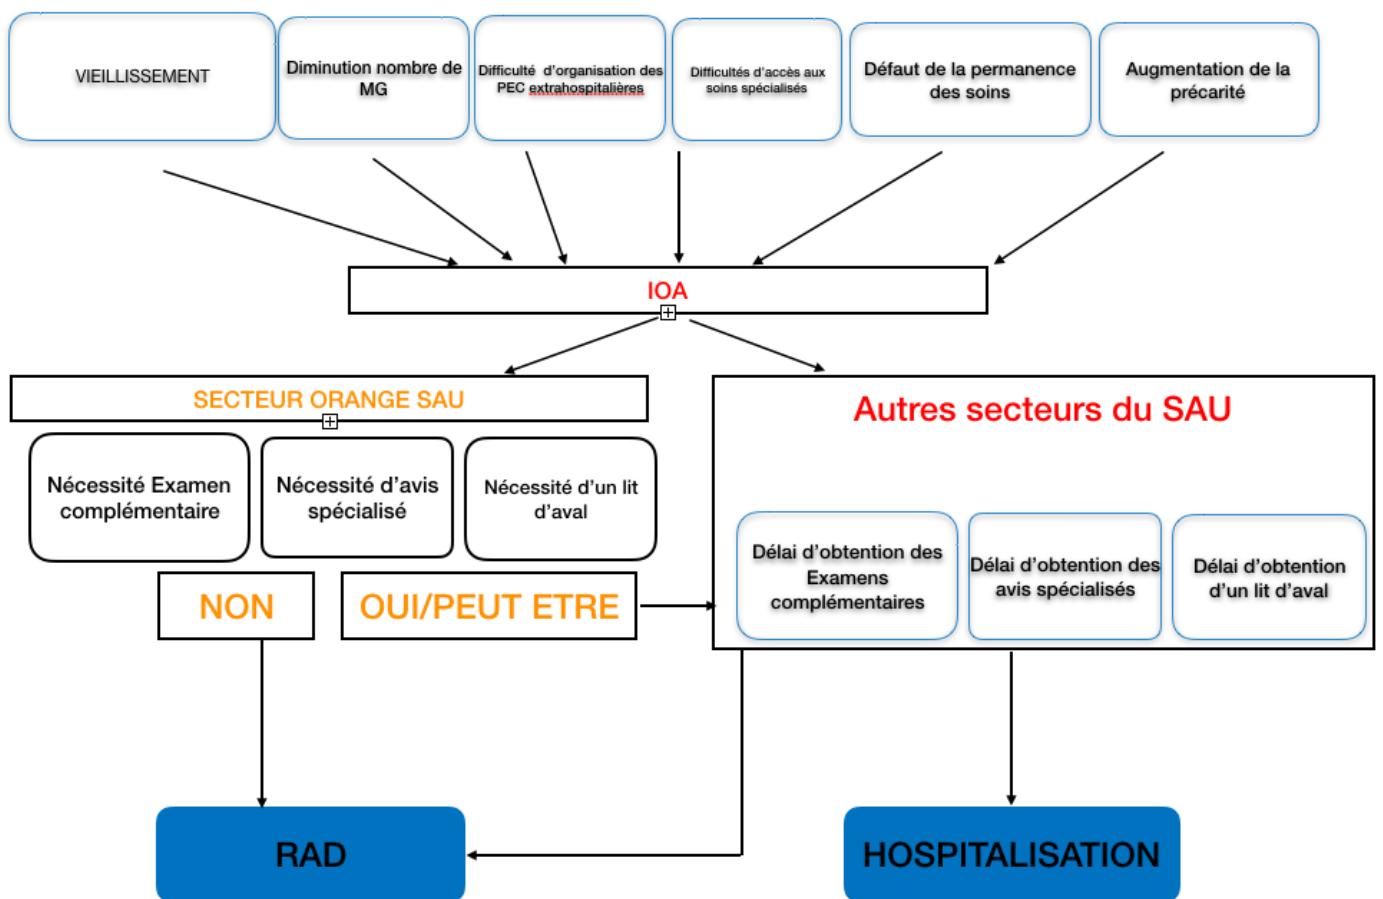 VIEILLISSEMENT
Diminution nombre de
MG
Difficulté d'organisation des
PEC extrahospitalières
Difficultés d'accès aux
soins spécialisés
Défaut de la permanence
des soins
Augmentation de la
précarité
IOA
SECTEUR ORANGE SAU
Autres secteurs du SAU
Nécessité Examen
complémentaire
Nécessité d'avis
spécialisé
Nécessité d'un lit
d'aval
Délai d'obtention des
Examens
complémentaires
Délai d'obtention des
avis spécialisés
Délai d'obtention
d'un lit d'aval
NON
OUI/PEUT ETRE
RAD
HOSPITALISATION